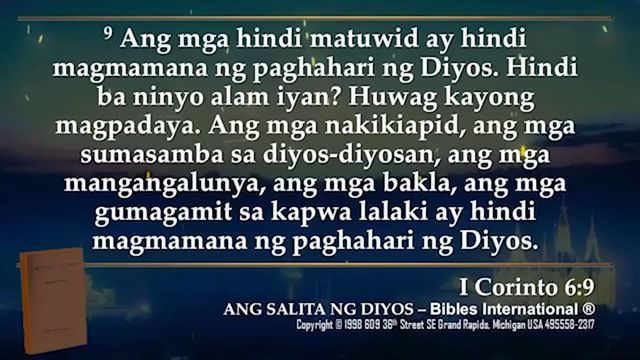 ⁹ Ang mga hindi matuwid ay hindi
magmamana ng paghahari ng Diyos. Hindi
ba ninyo alam iyan? Huwag kayong
magpadaya. Ang mga nakikiapid, ang mga
sumasamba sa diyos-diyosan, ang mga
mangangalunya, ang mga bakla, ang mga
gumagamit sa kapwa lalaki ay hindi
magmamana ng paghahari ng Diyos.
I Corinto 6:9
ANG SALITA NG DIYOS – Bibles International ®
Copyright © 1998 609 36th Street SE Grand Rapids, Michigan USA 495558-2317